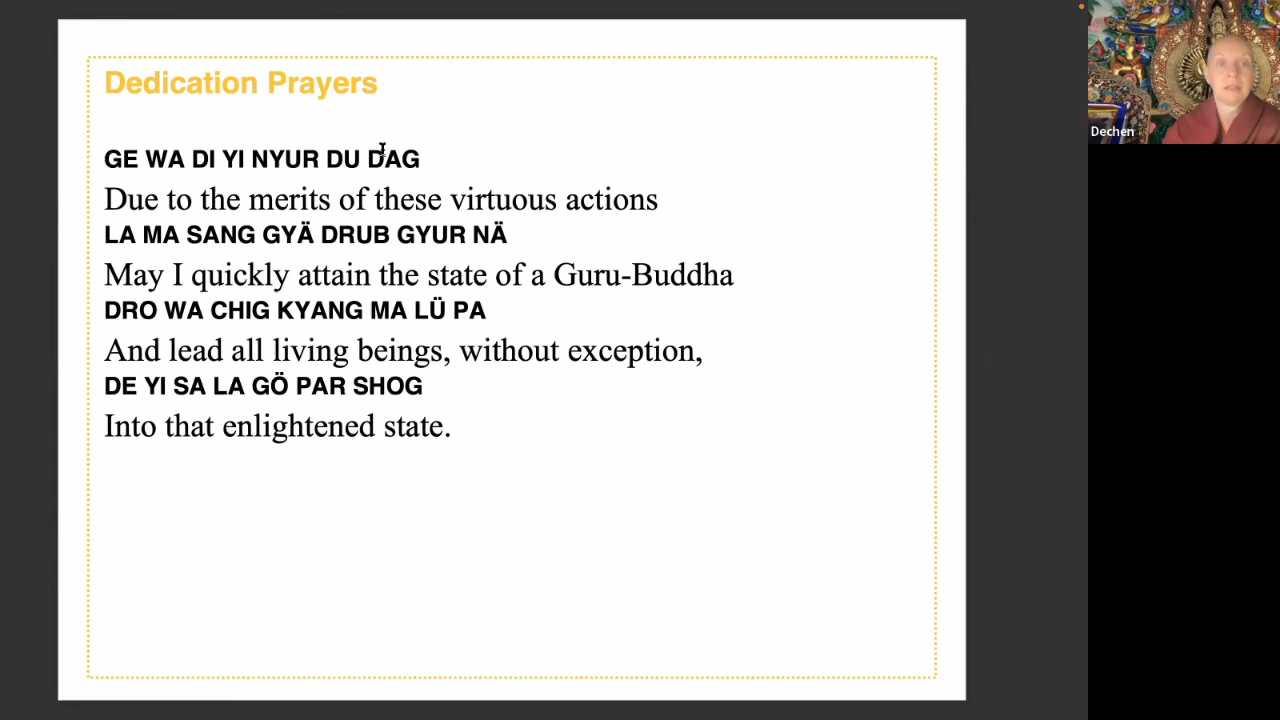 Dedication Prayers
GE WA DI YI NYUR DU DAG
Due to the merits of these virtuous actions
LA MA SANG GYÄ DRUB GYUR NÄ
May I quickly attain the state of a Guru-Buddha
DRO WA CHIG KYANG MA LÜ PA
And lead all living beings, without exception,
DE YI SA LA GÖ PAR SHOG
Into that enlightened state.
Dechen